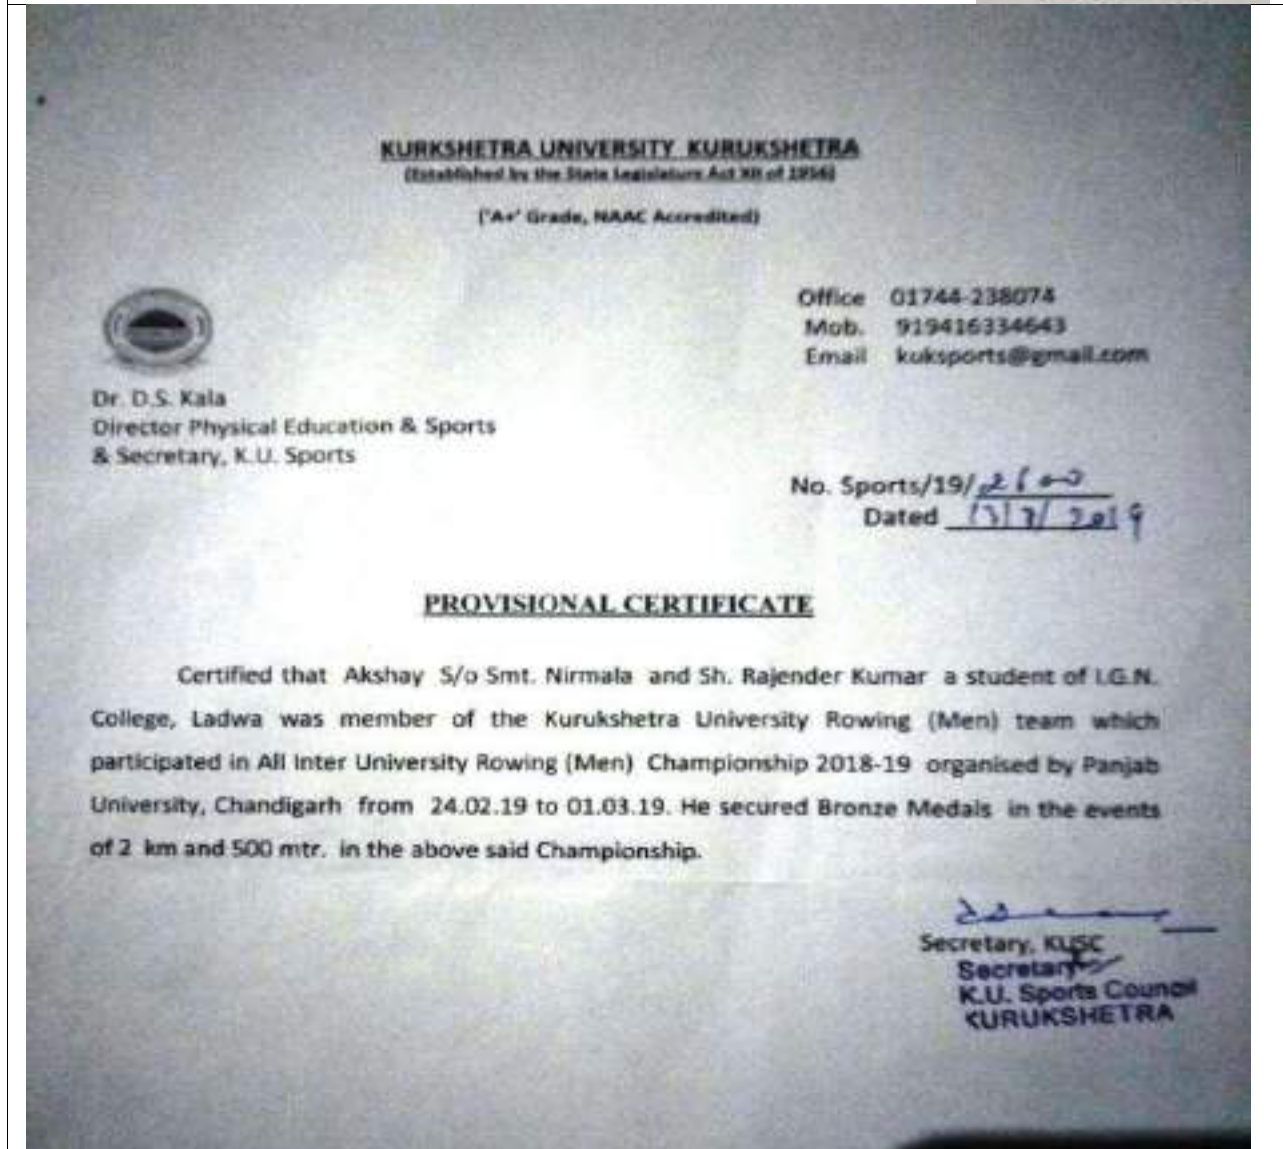 KURKSHETRA UNIVERSITY KURUKSHETRA
(Established by the State Legislature Act XII of 1956)
('A+' Grade, NAAC Accredited)
Office 01744-238074
Mob. 919416334643
Email kuksports@gmail.com
Dr. D.S. Kala
Director Physical Education & Sports
& Secretary, K.U. Sports
No. Sports/19/2600
Dated 13/7/2019
PROVISIONAL CERTIFICATE
Certified that Akshay S/o Smt. Nirmala and Sh. Rajender Kumar a student of I.G.N.
College, Ladwa was member of the Kurukshetra University Rowing (Men) team which
participated in All Inter University Rowing (Men) Championship 2018-19 organised by Panjab
University, Chandigarh from 24.02.19 to 01.03.19. He secured Bronze Medals in the events
of 2 km and 500 mtr. in the above said Championship.
Secretary, KUSC
Secretary
K.U. Sports Council
KURUKSHETRA